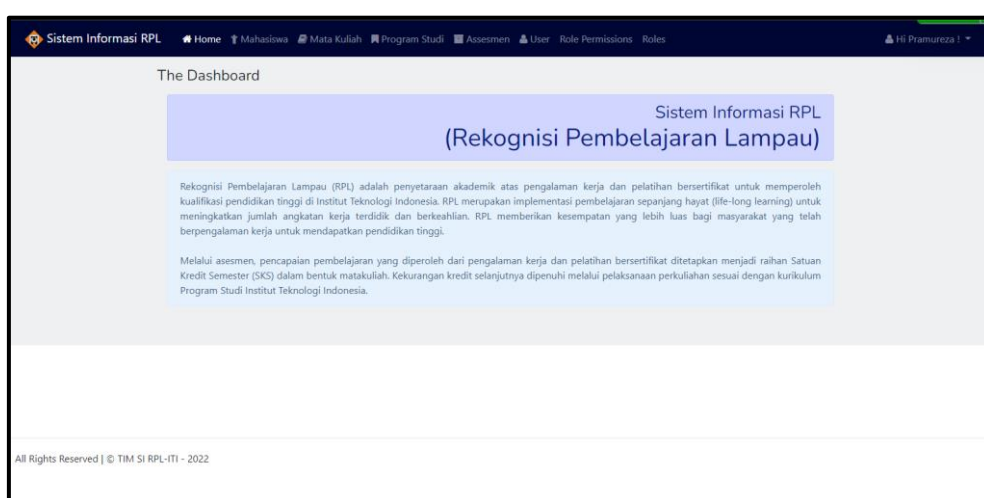 Sistem Informasi RPL Home Mahasiswa Mata Kuliah Program Studi Assesmen User Role Permissions Roles Hi Pramureza !
The Dashboard
Sistem Informasi RPL
(Rekognisi Pembelajaran Lampau)
Rekognisi Pembelajaran Lampau (RPL) adalah penyetaraan akademik atas pengalaman kerja dan pelatihan bersertifikat untuk memperoleh
kualifikasi pendidikan tinggi di Institut Teknologi Indonesia. RPL merupakan implementasi pembelajaran sepanjang hayat (life-long learning) untuk
meningkatkan jumlah angkatan kerja terdidik dan berkeahlian. RPL memberikan kesempatan yang lebih luas bagi masyarakat yang telah
berpengalaman kerja untuk mendapatkan pendidikan tinggi.
Melalui asesmen, pencapaian pembelajaran yang diperoleh dari pengalaman kerja dan pelatihan bersertifikat ditetapkan menjadi raihan Satuan
Kredit Semester (SKS) dalam bentuk matakuliah. Kekurangan kredit selanjutnya dipenuhi melalui pelaksanaan perkuliahan sesuai dengan kurikulum
Program Studi Institut Teknologi Indonesia.
All Rights Reserved | © TIM SI RPL-ITI - 2022